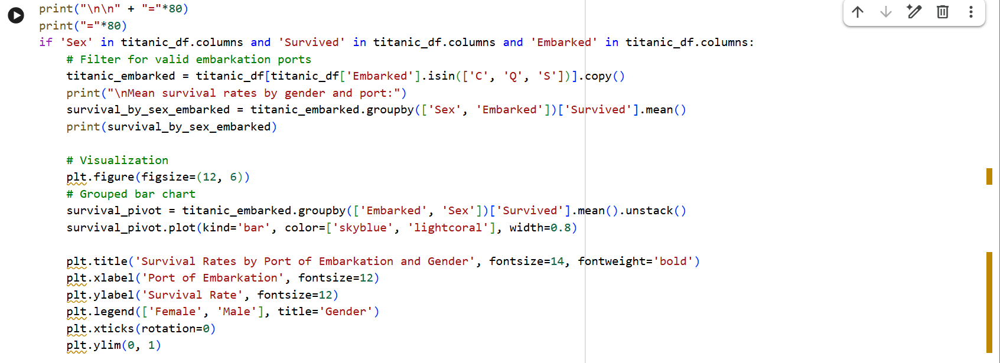 print("\n\n" + "="*80)
print("="*80)
if 'Sex' in titanic_df.columns and 'Survived' in titanic_df.columns and 'Embarked' in titanic_df.columns:
    # Filter for valid embarkation ports
    titanic_embarked = titanic_df[titanic_df['Embarked'].isin(['C', 'Q', 'S'])].copy()
    print("\nMean survival rates by gender and port:")
    survival_by_sex_embarked = titanic_embarked.groupby(['Sex', 'Embarked'])['Survived'].mean()
    print(survival_by_sex_embarked)

    # Visualization
    plt.figure(figsize=(12, 6))
    # Grouped bar chart
    survival_pivot = titanic_embarked.groupby(['Embarked', 'Sex'])['Survived'].mean().unstack()
    survival_pivot.plot(kind='bar', color=['skyblue', 'lightcoral'], width=0.8)

    plt.title('Survival Rates by Port of Embarkation and Gender', fontsize=14, fontweight='bold')
    plt.xlabel('Port of Embarkation', fontsize=12)
    plt.ylabel('Survival Rate', fontsize=12)
    plt.legend(['Female', 'Male'], title='Gender')
    plt.xticks(rotation=0)
    plt.ylim(0, 1)